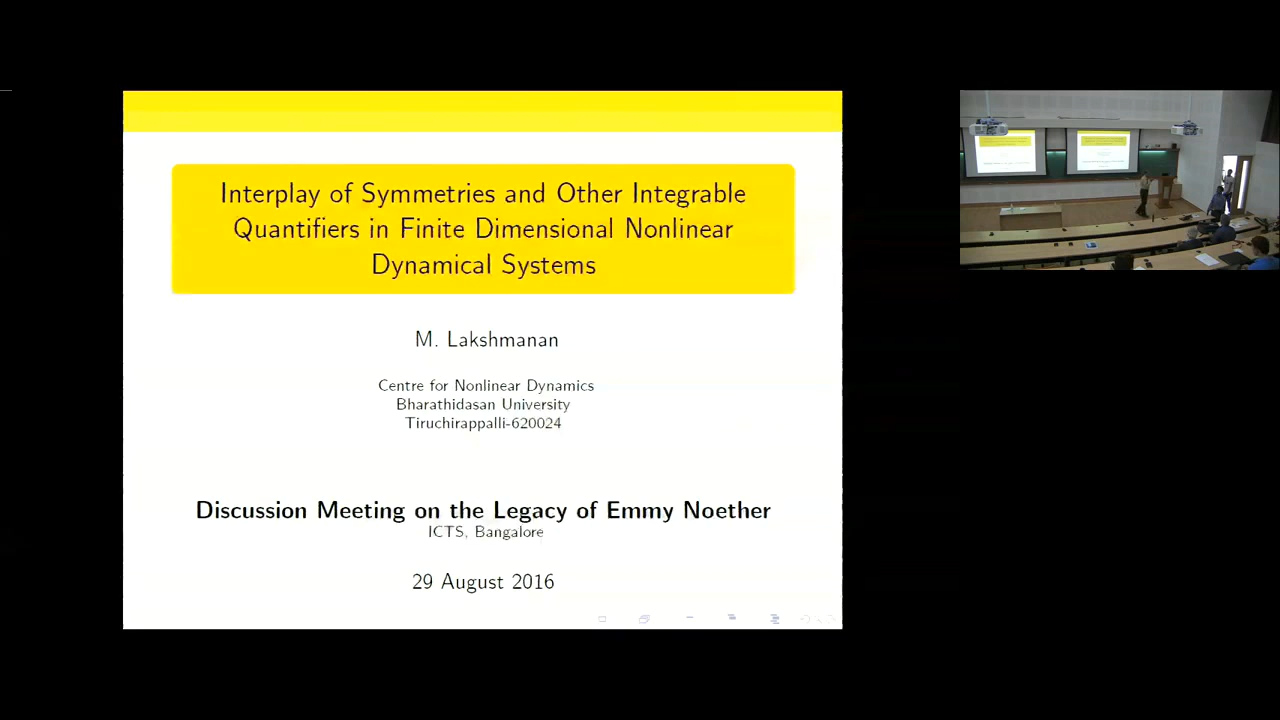 Interplay of Symmetries and Other Integrable
Quantifiers in Finite Dimensional Nonlinear
Dynamical Systems
M. Lakshmanan
Centre for Nonlinear Dynamics
Bharathidasan University
Tiruchirappalli-620024
Discussion Meeting on the Legacy of Emmy Noether
ICTS, Bangalore
29 August 2016